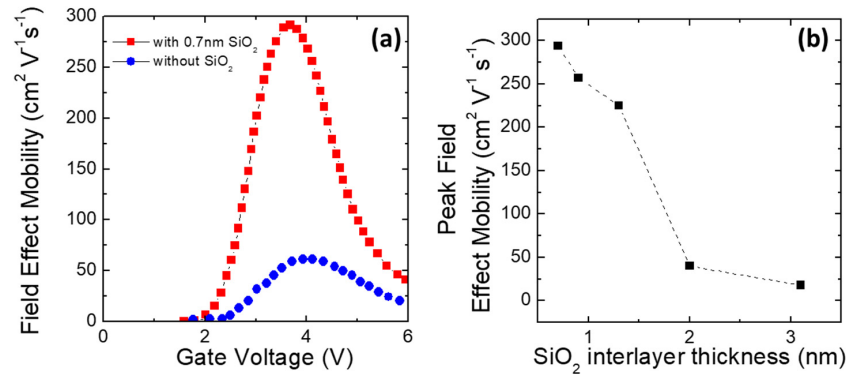 (a)
with 0.7nm SiO₂
without SiO₂
Field Effect Mobility (cm² V⁻¹s⁻¹)
300
250
200
150
100
50
0
0 2 4 6
Gate Voltage (V)
(b)
Peak Field
Effect Mobility (cm² V⁻¹ s⁻¹)
300
250
200
150
100
50
0
1 2 3
SiO₂ interlayer thickness (nm)